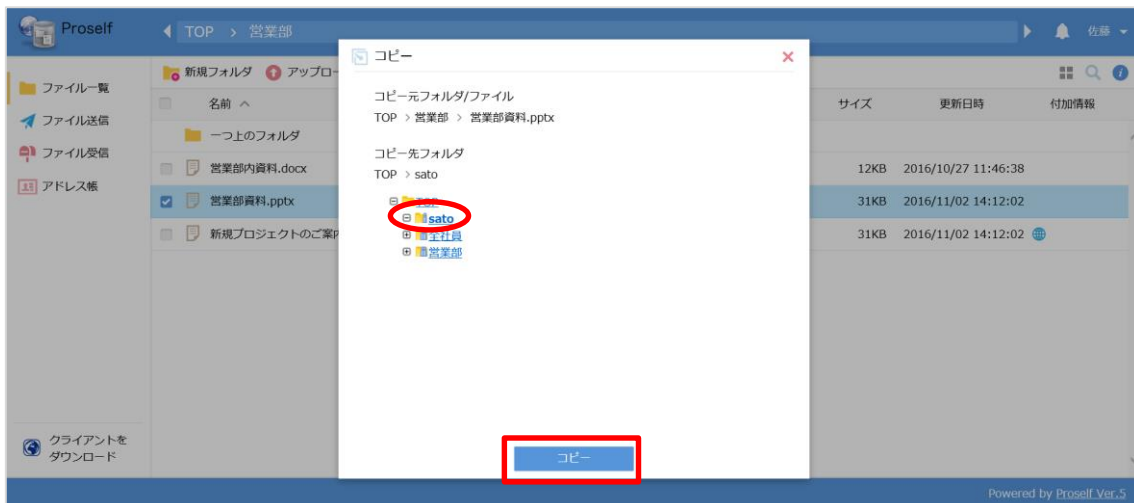 Proself
TOP > 営業部
佐藤
ファイル一覧
ファイル送信
ファイル受信
アドレス帳
クライアントを
ダウンロード
新規フォルダ
アップロー
名前
サイズ
更新日時
付加情報
一つ上のフォルダ
営業部内資料.docx
12KB 2016/10/27 11:46:38
営業部資料.pptx
31KB 2016/11/02 14:12:02
新規プロジェクトのご案内
31KB 2016/11/02 14:12:02
コピー
コピー元フォルダ/ファイル
TOP > 営業部 > 営業部資料.pptx
コピー先フォルダ
TOP > sato
TOP
sato
全社員
営業部
コピー
Powered by Proself Ver.5